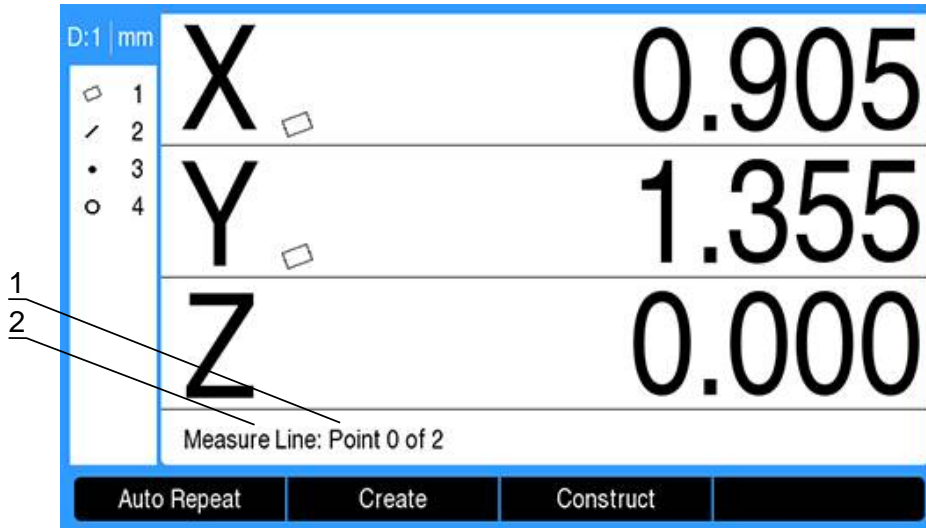 D:1 mm
1
2
3
4
X 0.905
Y 1.355
Z 0.000
1
2
Measure Line: Point 0 of 2
Auto Repeat Create Construct